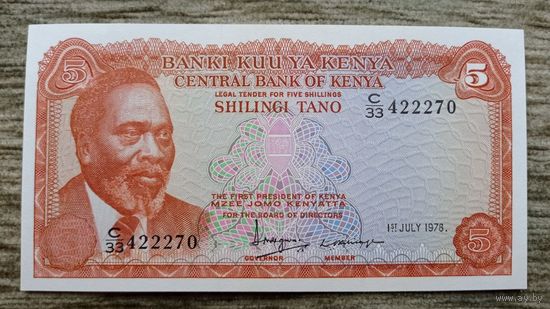 5 BANKI KUU YA KENYA 5
CENTRAL BANK OF KENYA
LEGAL TENDER FOR FIVE SHILLINGS
SHILINGI TANO
C/33 422270
THE FIRST PRESIDENT OF KENYA
MZEE JOMO KENYATTA
FOR THE BOARD OF DIRECTORS
C/33 422270
1ST JULY 1978.
5
GOVERNOR MEMBER
ay.by